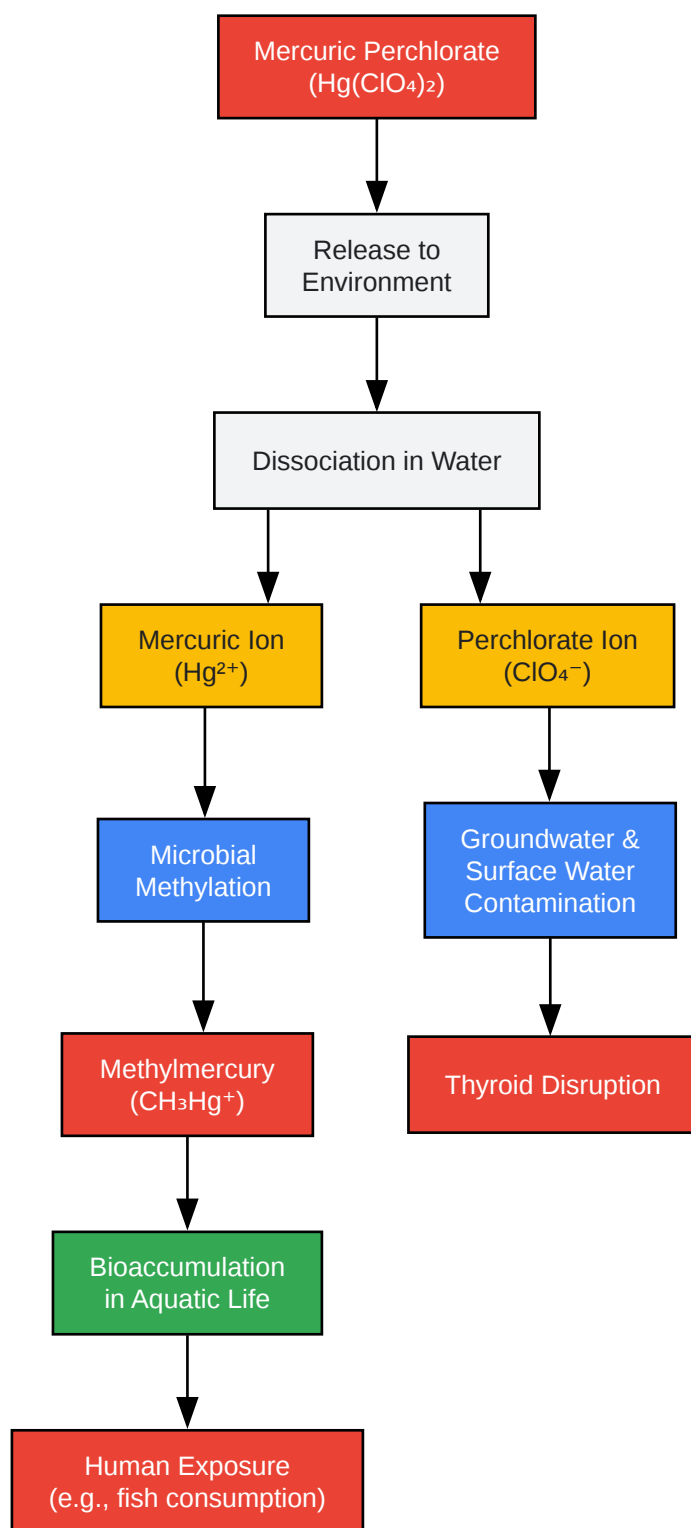 Mercuric Perchlorate
(Hg(ClO₄)₂)
Release to
Environment
Dissociation in Water
Mercuric Ion
(Hg²⁺)
Perchlorate Ion
(ClO₄⁻)
Microbial
Methylation
Groundwater &
Surface Water
Contamination
Methylmercury
(CH₃Hg⁺)
Thyroid Disruption
Bioaccumulation
in Aquatic Life
Human Exposure
(e.g., fish consumption)